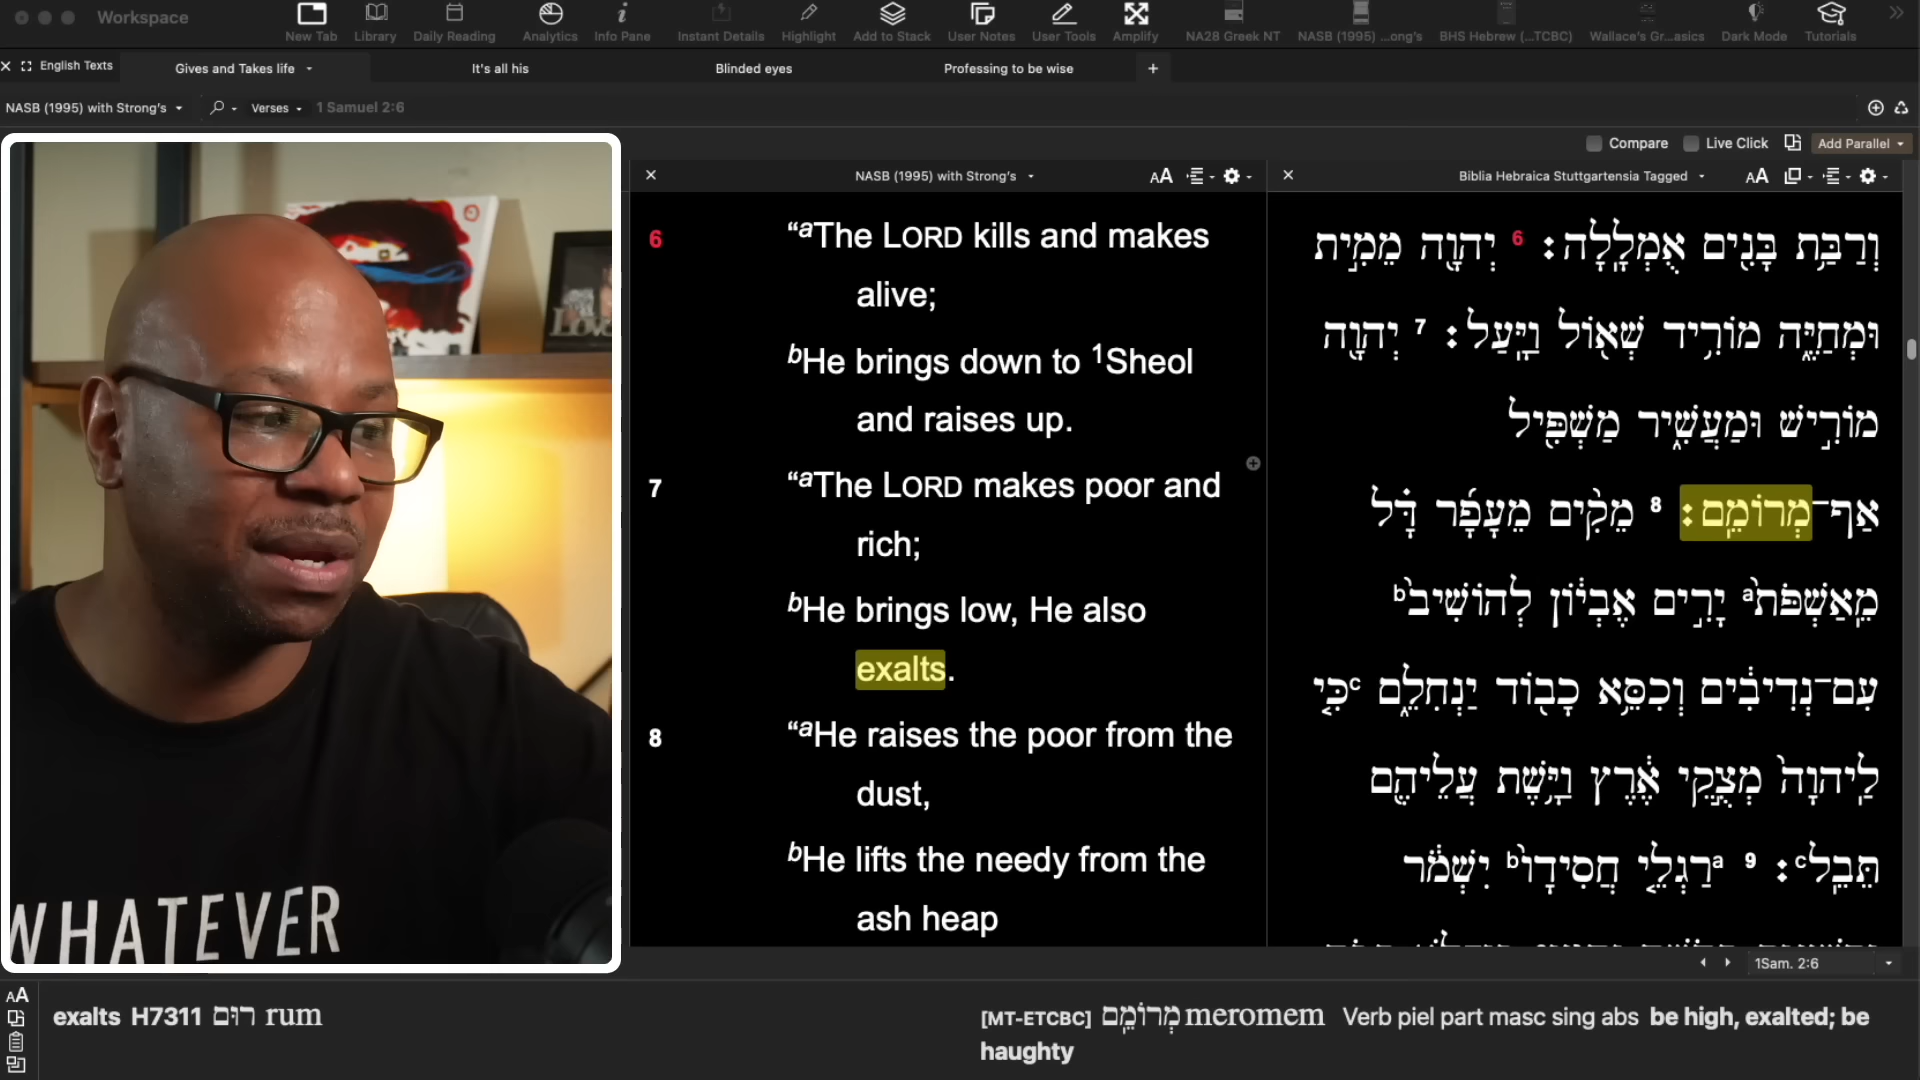 Workspace
New Tab
Library
Daily Reading
Analytics
Info Pane
Instant Details
Highlight
Add to Stack
User Notes
User Tools
Amplify
NA28 Greek NT
NASB (1995) ...ong's
BHS Hebrew (...TCBC)
Wallace's Gr...asics
Dark Mode
Tutorials
English Texts
Gives and Takes life
It's all his
Blinded eyes
Professing to be wise
NASB (1995) with Strong's
Verses
1 Samuel 2:6
Compare
Live Click
Add Parallel
NASB (1995) with Strong's
6 “aThe LORD kills and makes
alive;
bHe brings down to 1Sheol
and raises up.
7 “aThe LORD makes poor and
rich;
bHe brings low, He also
exalts.
8 “aHe raises the poor from the
dust,
bHe lifts the needy from the
ash heap
Biblia Hebraica Stuttgartensia Tagged
וְרַבַּ֥ת בָּנִ֖ים אֻמְלָֽלָה׃ 6 יְהוָ֖ה מֵמִ֣ית
וּמְחַיֶּ֑ה מוֹרִ֥יד שְׁא֖וֹל וַיָּֽעַל׃ 7 יְהוָ֖ה
מוֹרִ֣ישׁ וּמַעֲשִׁ֑יר מַשְׁפִּ֖יל
אַף־מְרוֹמֵֽם׃ 8 מֵקִ֨ים מֵעָפָ֜ר דָּ֗ל
מֵֽאַשְׁפֹּת֙a יָרִ֣ים אֶבְי֔וֹן לְהוֹשִׁיב֙b
עִם־נְדִיבִ֔ים וְכִסֵּ֥א כָב֖וֹד יַנְחִלֵ֑ם cכִּ֤י
לַֽיהוָה֙ מְצֻ֣קֵי אֶ֔רֶץ וַיָּ֥שֶׁת עֲלֵיהֶ֖ם
תֵּבֵֽלc׃ 9 aרַגְלֵ֤י חֲסִידָו֙b יִשְׁמֹ֔ר
1Sam. 2:6
WHATEVER
LOV
exalts H7311 רוּם rum
[MT-ETCBC] מְרוֹמֵֽם meromem Verb piel part masc sing abs be high, exalted; be
haughty